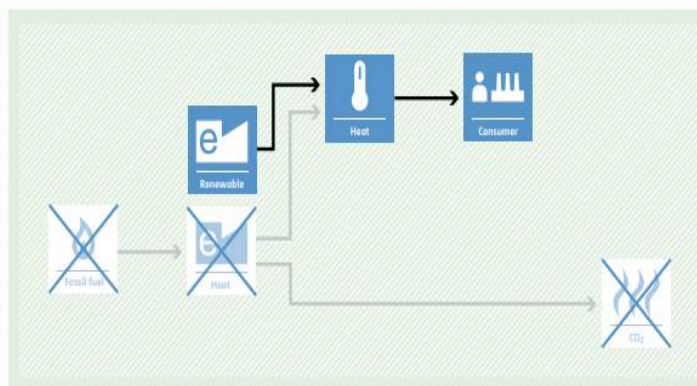 Heat
Consumer
e
Renewable
Fossil fuel
e
Heat
CO₂